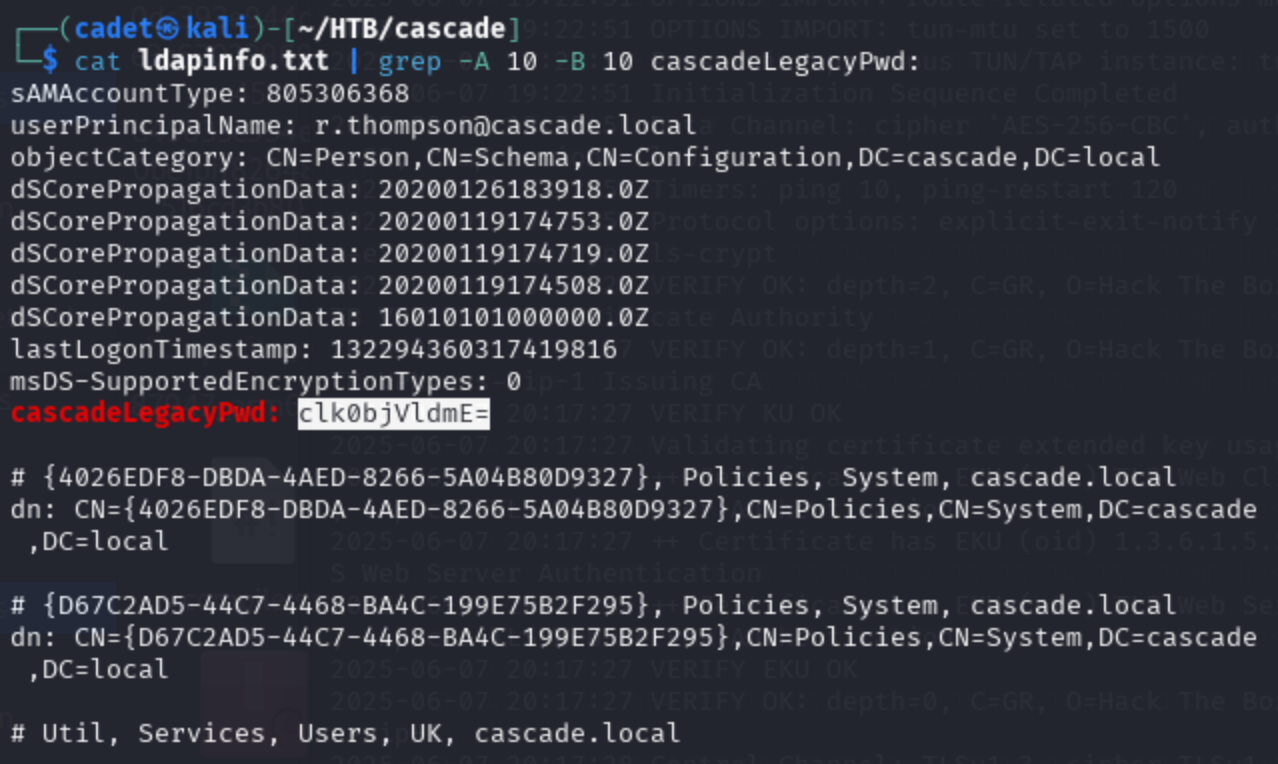 (cadet㉿kali)-[~/HTB/cascade]
$ cat ldapinfo.txt | grep -A 10 -B 10 cascadeLegacyPwd:
sAMAccountType: 805306368
userPrincipalName: r.thompson@cascade.local
objectCategory: CN=Person,CN=Schema,CN=Configuration,DC=cascade,DC=local
dSCorePropagationData: 20200126183918.0Z
dSCorePropagationData: 20200119174753.0Z
dSCorePropagationData: 20200119174719.0Z
dSCorePropagationData: 20200119174508.0Z
dSCorePropagationData: 16010101000000.0Z
lastLogonTimestamp: 132294360317419816
msDS-SupportedEncryptionTypes: 0
cascadeLegacyPwd: clk0bjVldmE=
# {4026EDF8-DBDA-4AED-8266-5A04B80D9327}, Policies, System, cascade.local
dn: CN={4026EDF8-DBDA-4AED-8266-5A04B80D9327},CN=Policies,CN=System,DC=cascade
,DC=local
# {D67C2AD5-44C7-4468-BA4C-199E75B2F295}, Policies, System, cascade.local
dn: CN={D67C2AD5-44C7-4468-BA4C-199E75B2F295},CN=Policies,CN=System,DC=cascade
,DC=local
# Util, Services, Users, UK, cascade.local